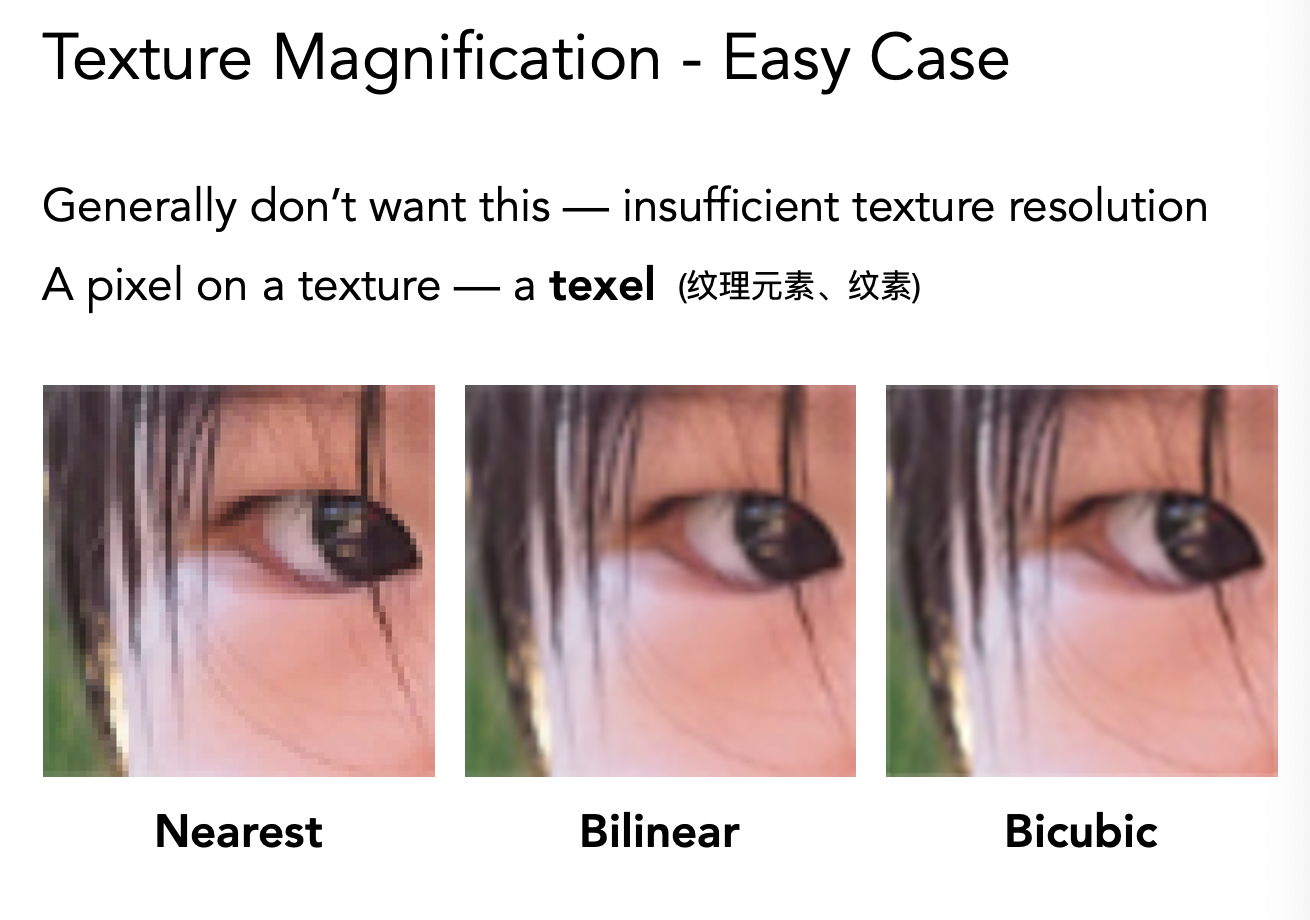 Texture Magnification - Easy Case
Generally don’t want this — insufficient texture resolution
A pixel on a texture — a texel (纹理元素、纹素)
Nearest
Bilinear
Bicubic